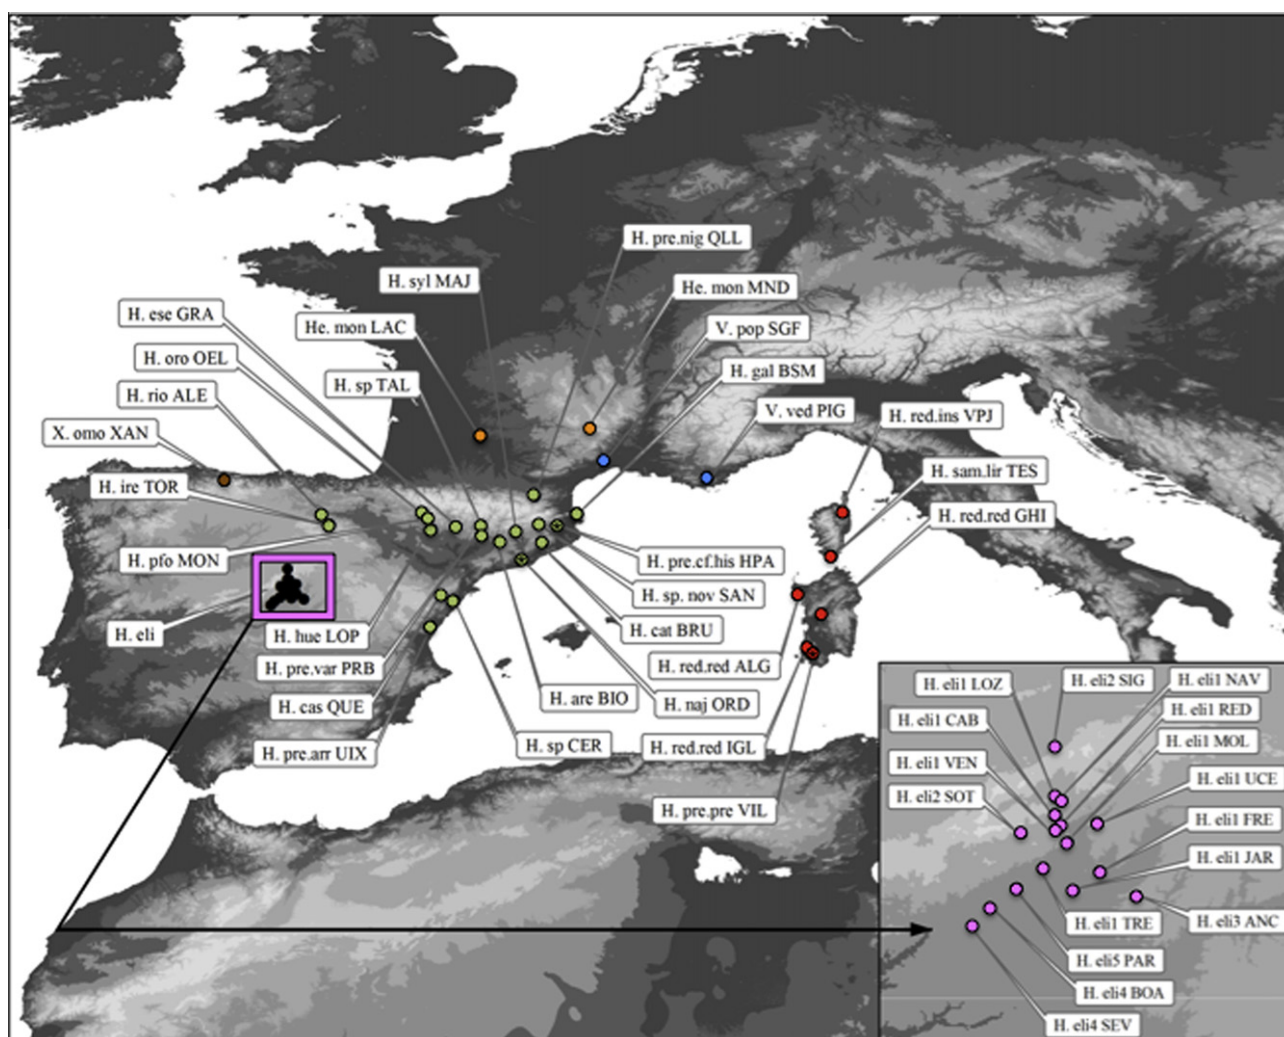 H. pre.nig QLL
H. syl MAJ
He. mon MND
H. ese GRA
He. mon LAC
V. pop SGF
H. oro OEL
H. gal BSM
H. sp TAL
H. rio ALE
V. ved PIG
H. red.ins VPJ
X. omo XAN
H. sam.lir TES
H. ire TOR
H. red.red GHI
H. pfo MON
H. pre.cf.his HPA
H. sp. nov SAN
H. eli
H. hue LOP
H. cat BRU
H. pre.var PRB
H. red.red ALG
H. are BIO
H. naj ORD
H. cas QUE
H. pre.arr UIX
H. sp CER
H. red.red IGL
H. pre.pre VIL
H. eli1 LOZ
H. eli2 SIG
H. eli1 NAV
H. eli1 CAB
H. eli1 RED
H. eli1 MOL
H. eli1 VEN
H. eli1 UCE
H. eli2 SOT
H. eli1 FRE
H. eli1 JAR
H. eli1 TRE
H. eli3 ANC
H. eli5 PAR
H. eli4 BOA
H. eli4 SEV